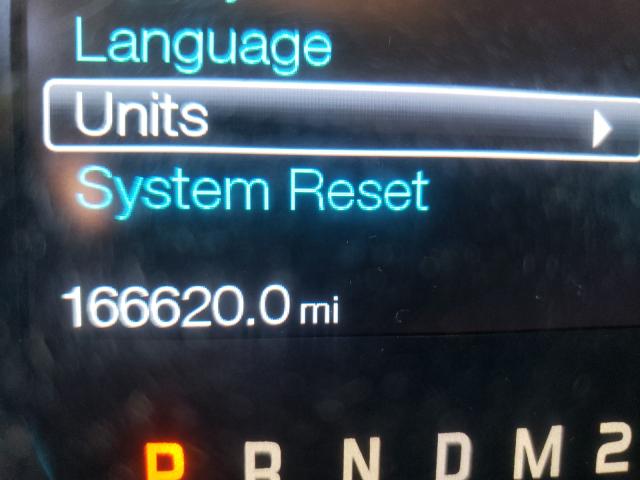 Language
Units
System Reset
166620.0 mi
P R N D M 2